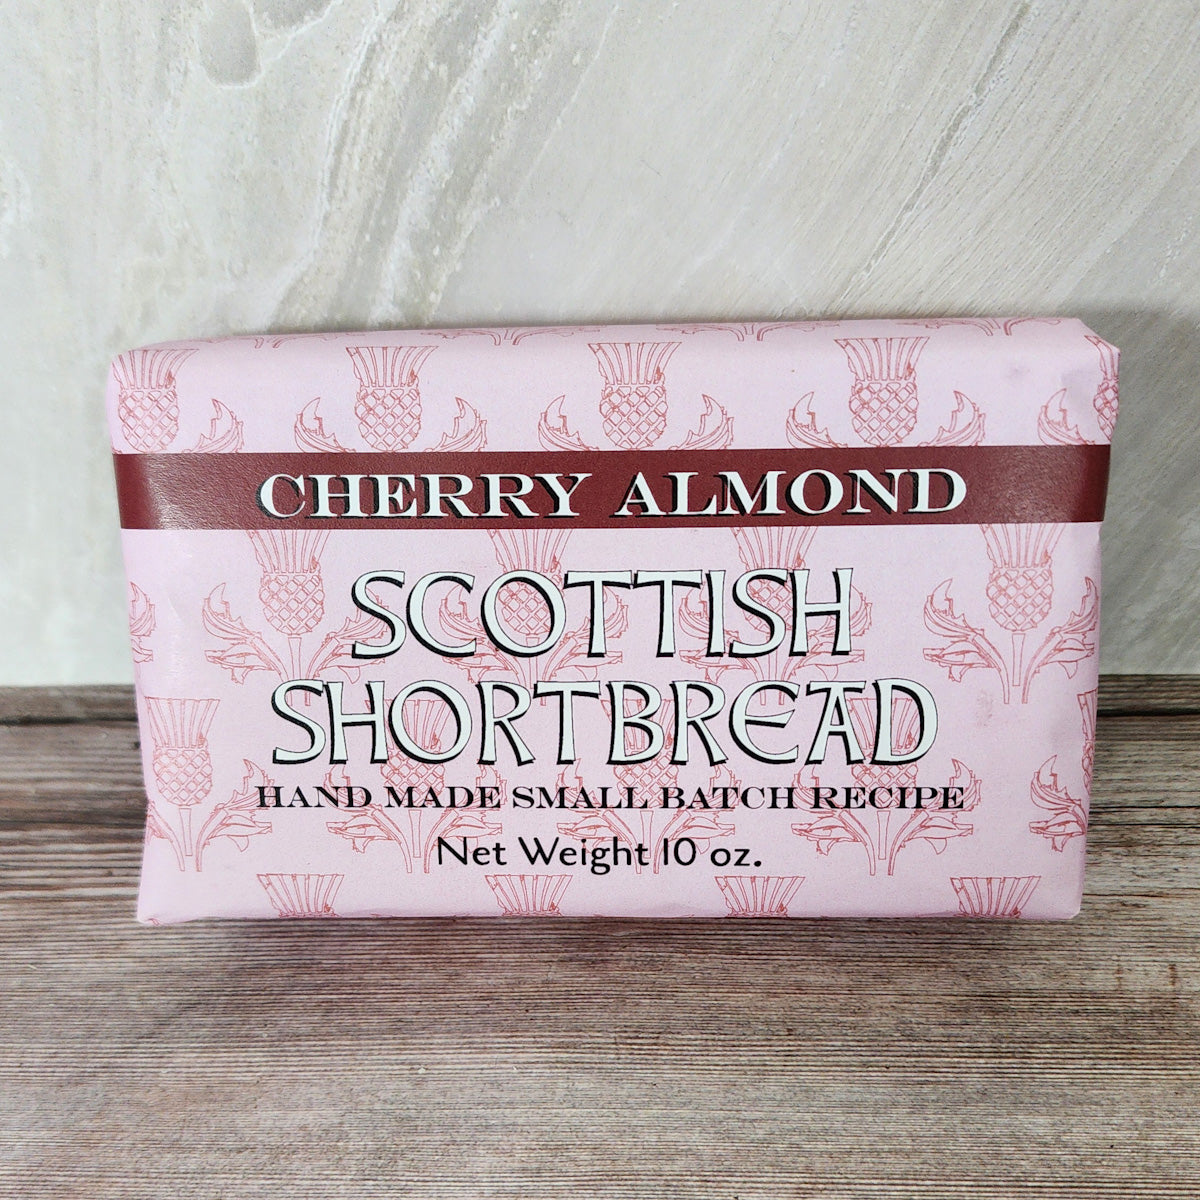 CHERRY ALMOND
SCOTTISH
SHORTBREAD
HAND MADE SMALL BATCH RECIPE
Net Weight 10 oz.